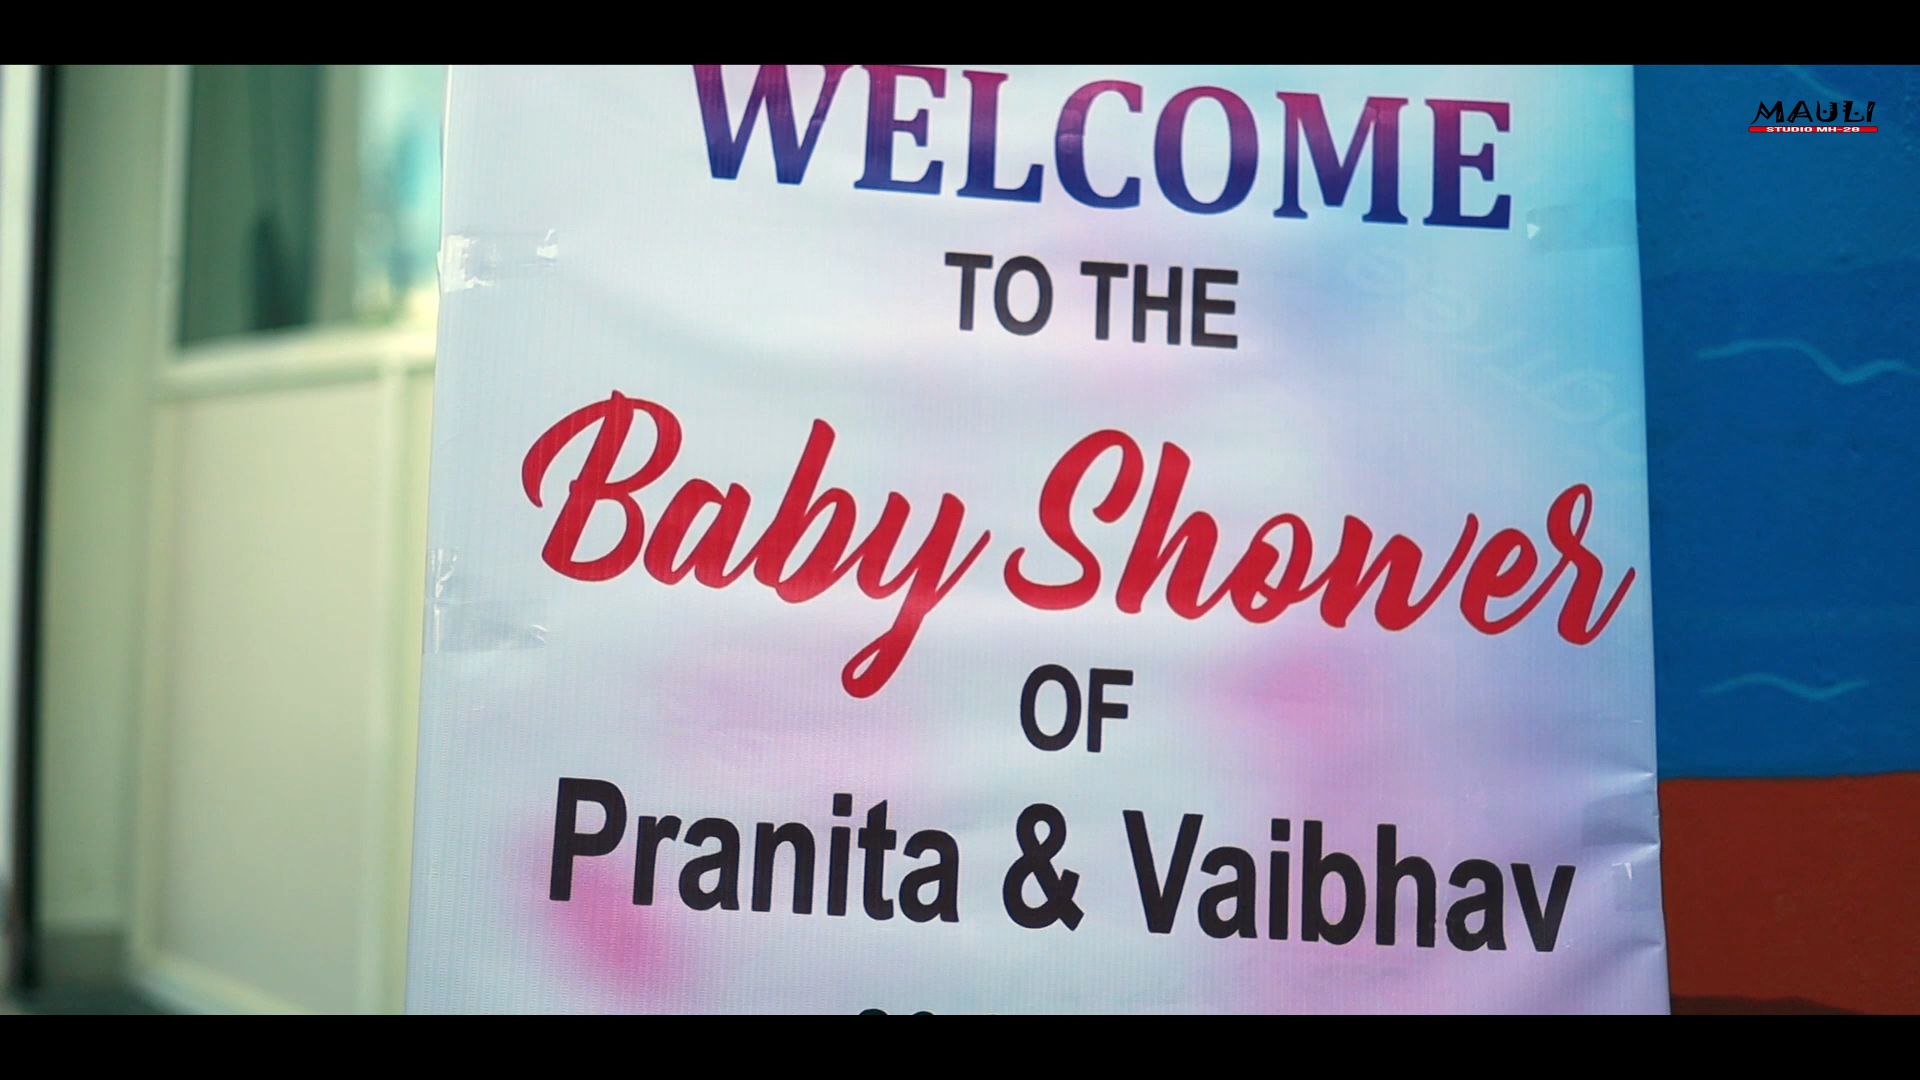 MAULI
STUDIO MH-28
WELCOME
TO THE
Baby Shower
OF
Pranita & Vaibhav